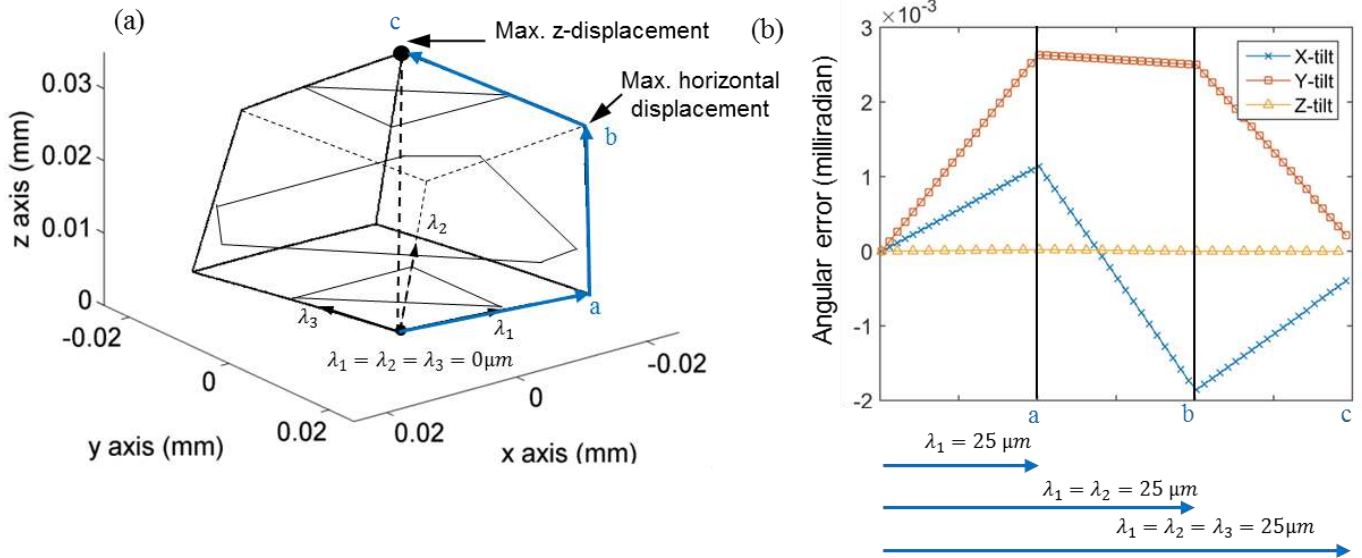 (a)
c
Max. z-displacement
Max. horizontal
displacement
b
a
λ₂
λ₃
λ₁
λ₁ = λ₂ = λ₃ = 0μm
z axis (mm)
0.03
0.02
0.01
0
-0.02
0
0.02
y axis (mm)
0.02
0
-0.02
x axis (mm)
(b)
×10⁻³
3
2
1
0
-1
-2
Angular error (milliradian)
X-tilt
Y-tilt
Z-tilt
a
b
c
λ₁ = 25 μm
λ₁ = λ₂ = 25 μm
λ₁ = λ₂ = λ₃ = 25μm